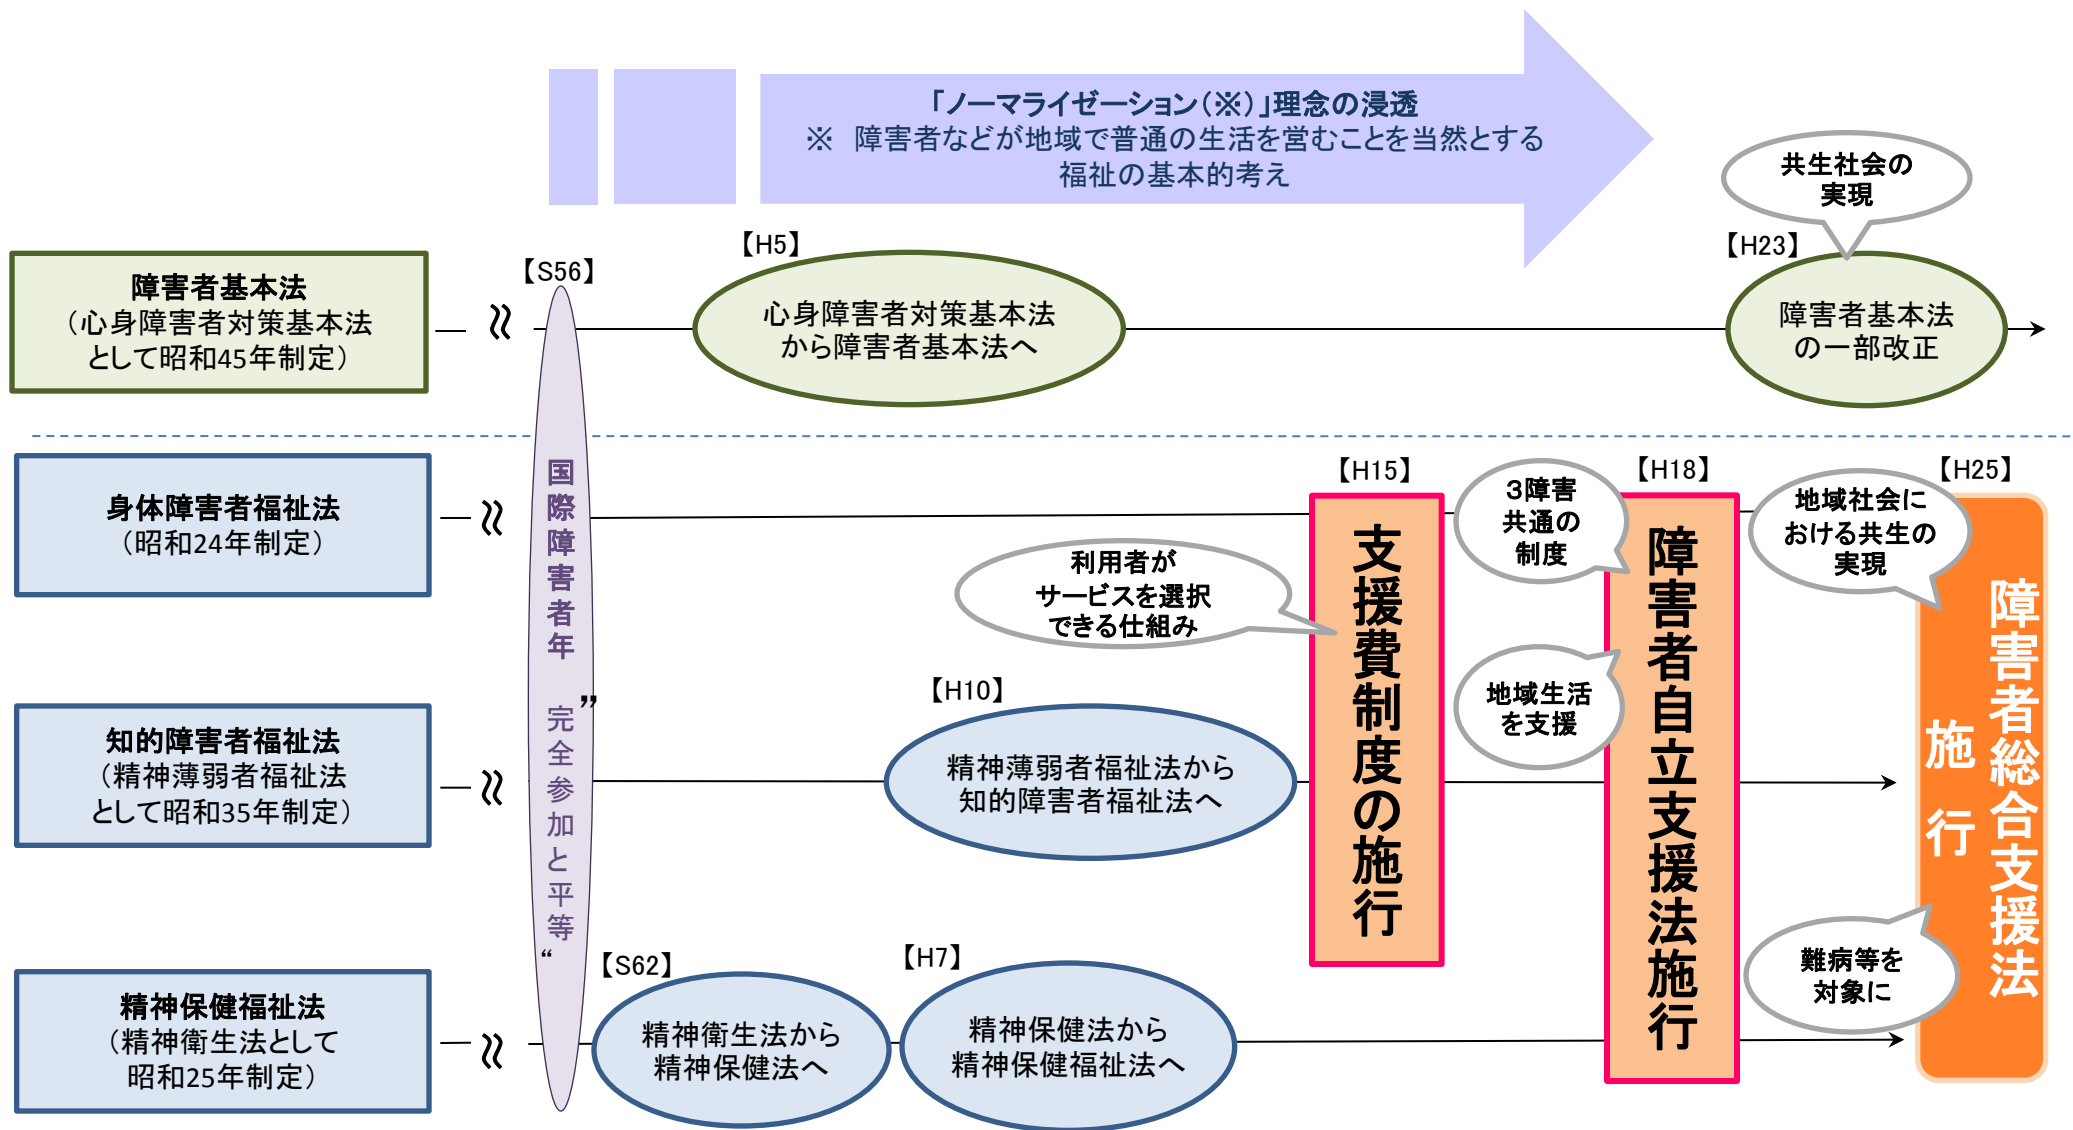 「ノーマライゼーション（※）」理念の浸透
※　障害者などが地域で普通の生活を営むことを当然とする
福祉の基本的考え
共生社会の
実現
【S56】
【H5】
【H23】
障害者基本法
（心身障害者対策基本法
として昭和45年制定）
心身障害者対策基本法
から障害者基本法へ
障害者基本法
の一部改正
国際障害者年　”完全参加と平等“
身体障害者福祉法
（昭和24年制定）
【H15】
支援費制度の施行
利用者が
サービスを選択
できる仕組み
３障害
共通の
制度
【H18】
障害者自立支援法施行
地域生活
を支援
地域社会に
おける共生の
実現
【H25】
障害者総合支援法
施行
難病等を
対象に
知的障害者福祉法
（精神薄弱者福祉法
として昭和35年制定）
【H10】
精神薄弱者福祉法から
知的障害者福祉法へ
精神保健福祉法
（精神衛生法として
昭和25年制定）
【S62】
精神衛生法から
精神保健法へ
【H7】
精神保健法から
精神保健福祉法へ